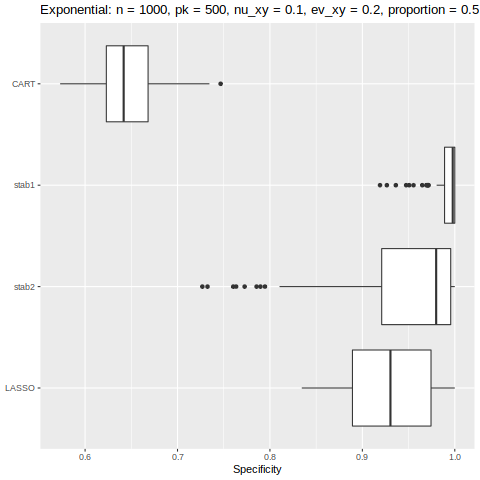 Exponential: n = 1000, pk = 500, nu_xy = 0.1, ev_xy = 0.2, proportion = 0.5
CART
stab1
stab2
LASSO
0.6 0.7 0.8 0.9 1.0
Specificity